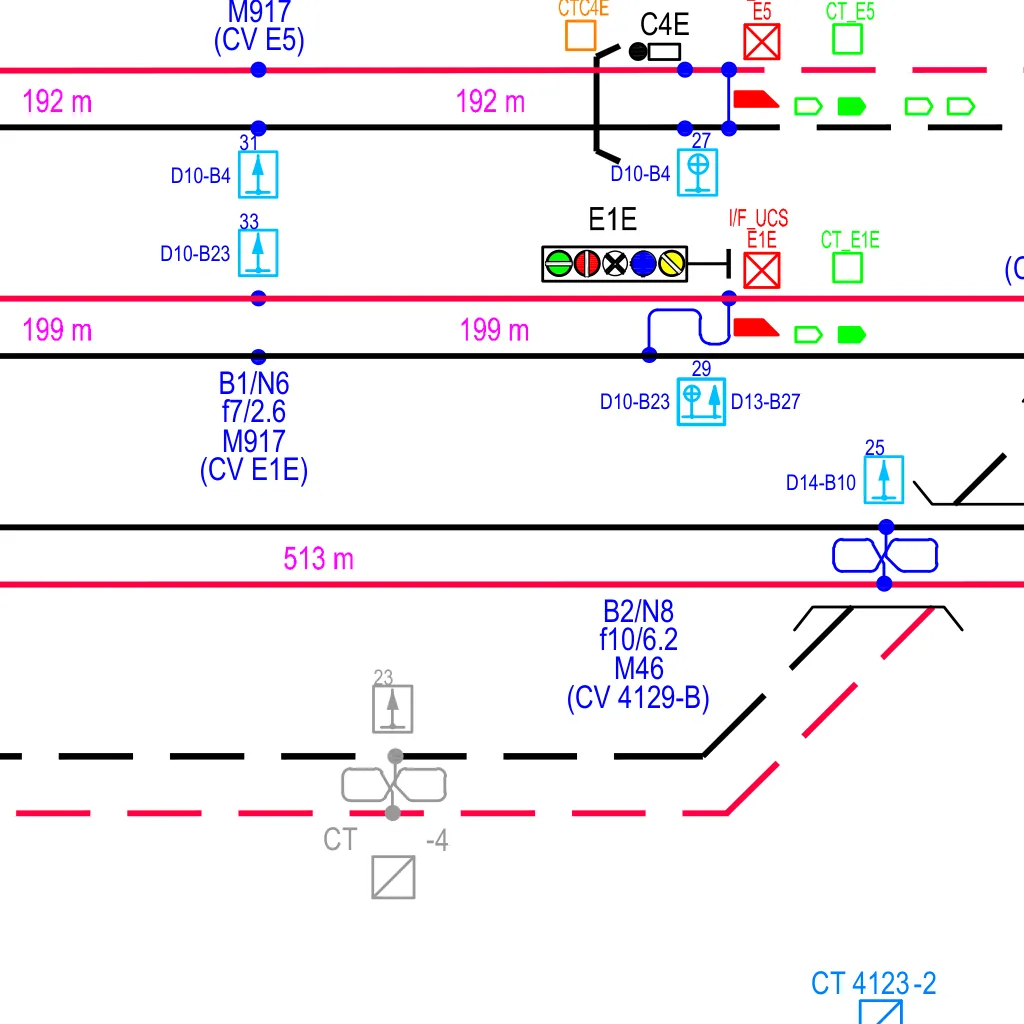 M917
(CV E5)
CTC4E
C4E
E5
CT_E5
192 m
192 m
31
D10-B4
27
D10-B4
33
D10-B23
E1E
I/F_UCS
E1E
CT_E1E
199 m
199 m
B1/N6
f7/2.6
M917
(CV E1E)
29
D10-B23
D13-B27
25
D14-B10
513 m
B2/N8
f10/6.2
M46
(CV 4129-B)
23
CT -4
CT 4123-2